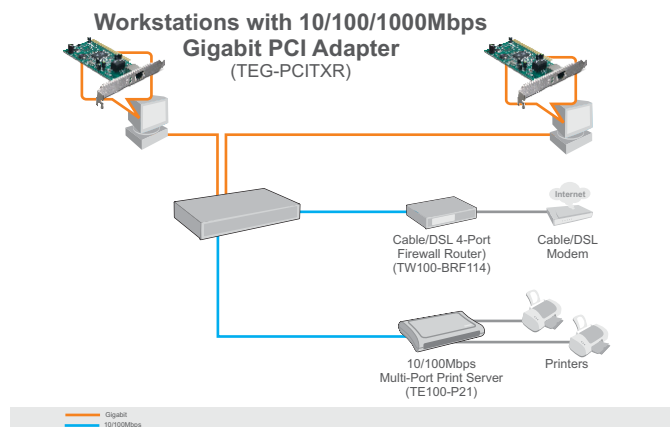 Workstations with 10/100/1000Mbps
Gigabit PCI Adapter
(TEG-PCITXR)
Internet
Cable/DSL 4-Port
Firewall Router)
(TW100-BRF114)
Cable/DSL
Modem
10/100Mbps
Multi-Port Print Server
(TE100-P21)
Printers
Gigabit
10/100Mbps